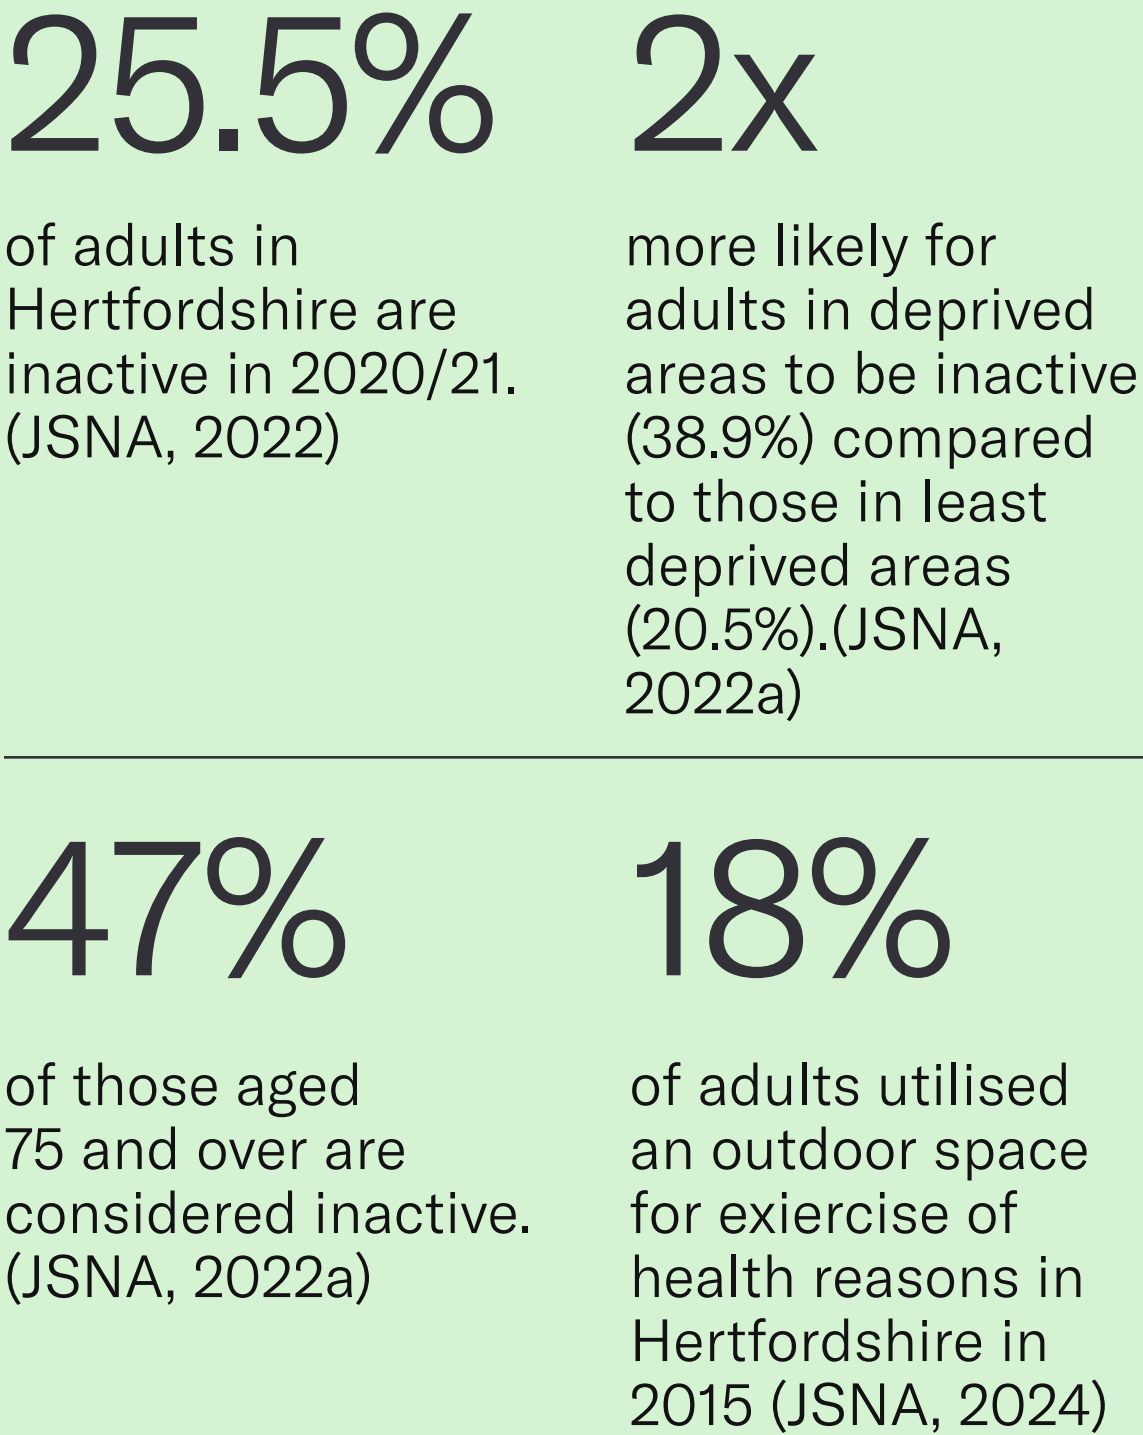 25.5%
of adults in
Hertfordshire are
inactive in 2020/21.
(JSNA, 2022)
2x
more likely for
adults in deprived
areas to be inactive
(38.9%) compared
to those in least
deprived areas
(20.5%).(JSNA,
2022a)
47%
of those aged
75 and over are
considered inactive.
(JSNA, 2022a)
18%
of adults utilised
an outdoor space
for exiercise of
health reasons in
Hertfordshire in
2015 (JSNA, 2024)